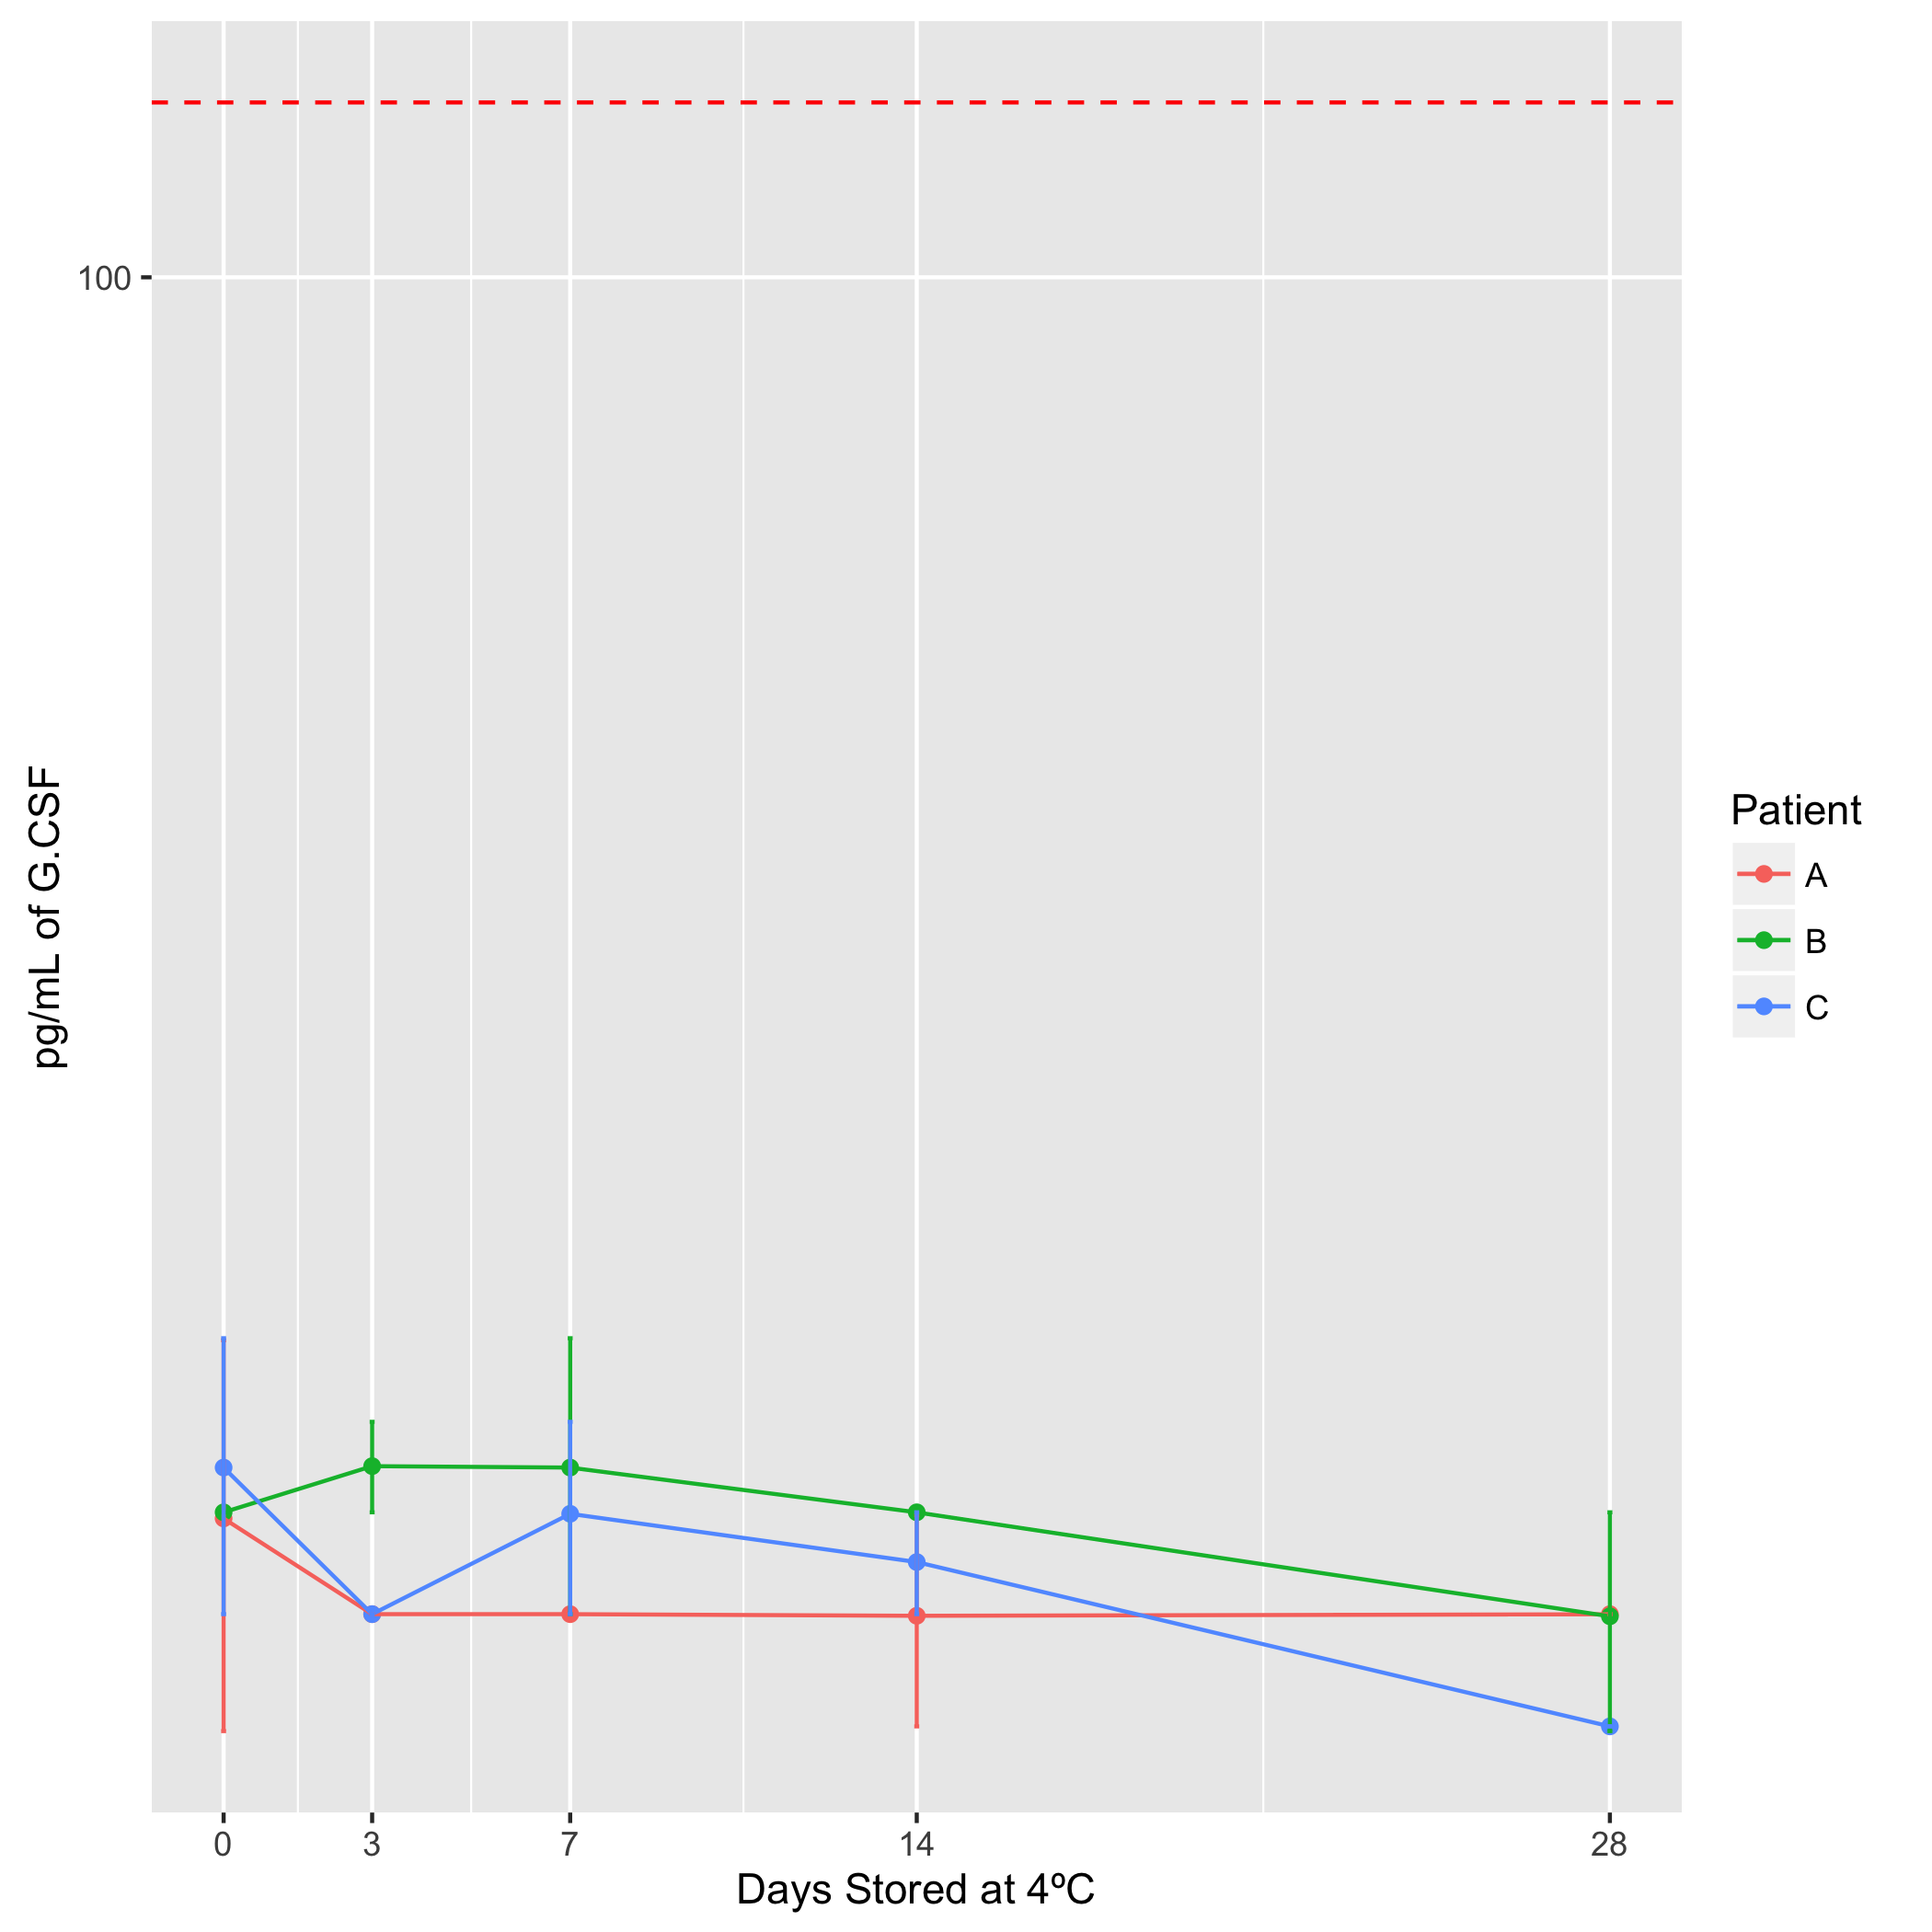 100
pg/mL of G.CSF
0 3 7 14 28
Days Stored at 4ºC
Patient
A
B
C